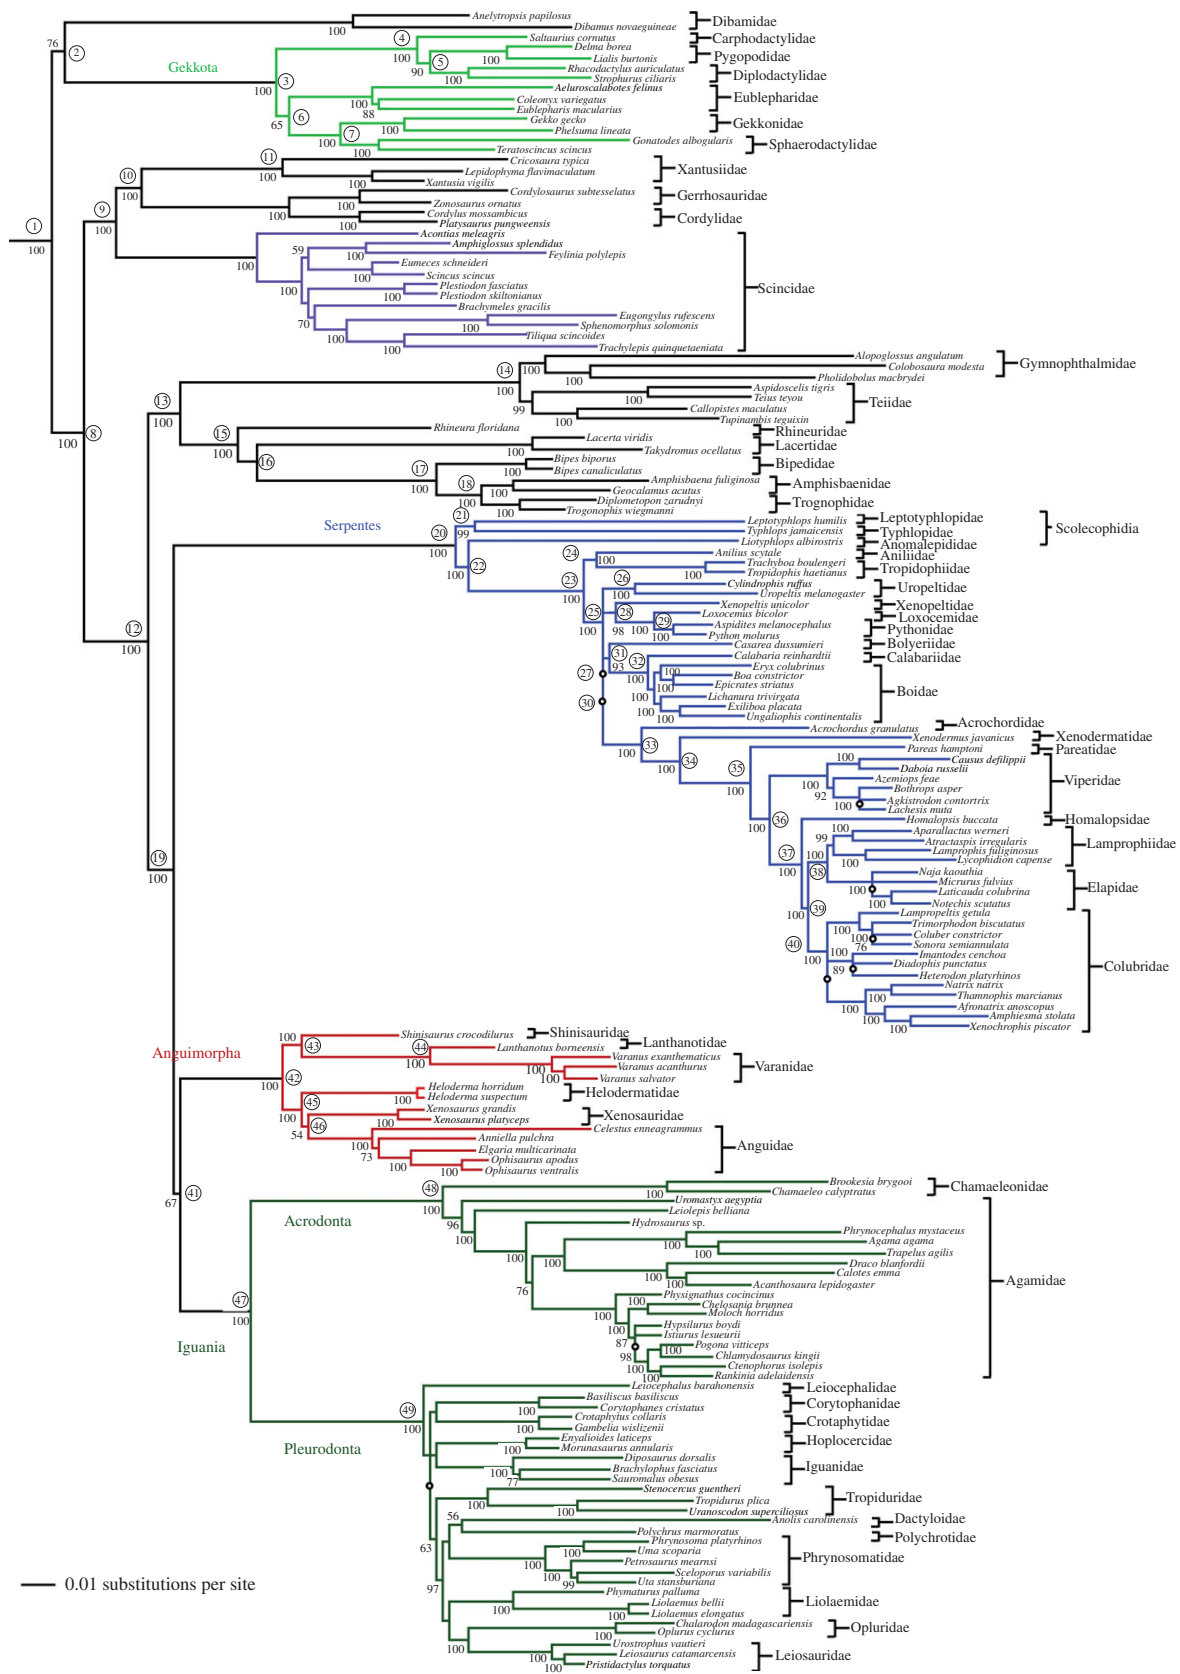 Anelytropsis papilosus
Dibamus novaeguineae
Dibamidae
100
76
2
Gekkota
3
100
4
100
Saltaurius cornutus
Carphodactylidae
5
90
100
Delma borea
Lialis burtonis
Pygopodidae
100
Rhacodactylus auriculatus
Strophurus ciliaris
Diplodactylidae
6
65
100
88
Aeluroscalabotes felinus
Coleonyx variegatus
Eublepharis macularius
Eublepharidae
7
100
100
Gekko gecko
Phelsuma lineata
Gekkonidae
100
Gonatodes albogularis
Teratoscincus scincus
Sphaerodactylidae
1
100
8
100
9
100
10
100
11
100
100
Cricosaura typica
Lepidophyma flavimaculatum
Xantusia vigilis
Xantusiidae
100
100
Cordylosaurus subtesselatus
Zonosaurus ornatus
Gerrhosauridae
100
Cordylus mossambicus
Platysaurus pungweensis
Cordylidae
100
Acontias meleagris
59
100
100
Amphiglossus splendidus
Feylinia polylepis
100
Eumeces schneideri
Scincus scincus
100
Plestiodon fasciatus
Plestiodon skiltonianus
70
Brachymeles gracilis
100
100
Eugongylus rufescens
Sphenomorphus solomonis
100
Tiliqua scincoides
Trachylepis quinquetaeniata
Scincidae
12
100
13
100
14
100
100
Alopoglossus angulatum
Colobosaura modesta
Pholidobolus macbrydei
Gymnophthalmidae
99
100
Aspidoscelis tigris
Teius teyou
100
Callopistes maculatus
Tupinambis teguixin
Teiidae
15
100
Rhineura floridana
Rhineuridae
16
100
Lacerta viridis
Takydromus ocellatus
Lacertidae
17
100
100
Bipes biporus
Bipes canaliculatus
Bipedidae
18
100
100
Amphisbaena fuliginosa
Geocalamus acutus
Amphisbaenidae
100
Diplometopon zarudnyi
Trogonophis wiegmanni
Trognophidae
19
100
Serpentes
20
100
21
99
Leptotyphlops humilis
Leptotyphlopidae
Typhlops jamaicensis
Typhlopidae
Scolecophidia
22
100
Liotyphlops albirostris
Anomalepididae
23
100
24
100
Anilius scytale
Aniliidae
100
Trachyboa boulengeri
Tropidophis haetianus
Tropidophiidae
25
100
26
100
Cylindrophis ruffus
Uropeltis melanogaster
Uropeltidae
28
98
Xenopeltis unicolor
Xenopeltidae
100
29
100
Loxocemus bicolor
Loxocemidae
Aspidites melanocephalus
Python molurus
Pythonidae
27
31
93
Casarea dussumieri
Bolyeriidae
32
100
Calabaria reinhardtii
Calabariidae
100
100
Eryx colubrinus
Boa constrictor
Epicrates striatus
100
100
Lichanura trivirgata
Exiliboa placata
Ungaliophis continentalis
Boidae
30
33
100
Acrochordus granulatus
Acrochordidae
34
100
Xenodermus javanicus
Xenodermatidae
35
100
Pareas hamptoni
Pareatidae
36
100
100
100
Causus defilippii
Daboia russelii
92
Azemiops feae
100
Bothrops asper
Agkistrodon contortrix
Lachesis muta
Viperidae
37
100
Homalopsis buccata
Homalopsidae
38
100
99
100
Aparallactus werneri
Atractaspis irregularis
100
Lamprophis fuliginosus
Lycophidion capense
Lamprophiidae
100
100
Naja kaouthia
Micrurus fulvius
Laticauda colubrina
Notechis scutatus
Elapidae
39
100
40
100
100
76
Lampropeltis getula
Trimorphodon biscutatus
Coluber constrictor
Sonora semiannulata
100
89
100
Imantodes cenchoa
Diadophis punctatus
Heterodon platyrhinos
100
100
Natrix natrix
Thamnophis marcianus
100
100
Afronatrix anoscopus
Amphiesma stolata
Xenochrophis piscator
Colubridae
Anguimorpha
42
100
43
100
Shinisaurus crocodilurus
Shinisauridae
44
100
Lanthanotus borneensis
Lanthanotidae
100
100
Varanus exanthematicus
Varanus acanthurus
Varanus salvator
Varanidae
45
100
100
Heloderma horridum
Heloderma suspectum
Helodermatidae
46
54
100
Xenosaurus grandis
Xenosaurus platyceps
Xenosauridae
100
73
Celestus enneagrammus
Anniella pulchra
100
100
Elgaria multicarinata
Ophisaurus apodus
Ophisaurus ventralis
Anguidae
41
67
47
100
Iguania
Acrodonta
48
100
100
Brookesia brygooi
Chamaeleo calyptratus
Chamaeleonidae
96
Uromastyx aegyptia
100
Leiolepis belliana
100
Hydrosaurus sp.
76
100
100
100
Phrynocephalus mystaceus
Agama agama
Trapelus agilis
100
100
Draco blanfordii
Calotes emma
Acanthosaura lepidogaster
100
Physignathus cocincinus
100
100
Chelosania brunnea
Moloch horridus
87
Hypsilurus boydi
Istiurus lesueurii
98
100
Pogona vitticeps
Chlamydosaurus kingii
100
100
Ctenophorus isolepis
Rankinia adelaidensis
Agamidae
Pleurodonta
49
100
Leiocephalus barahonensis
Leiocephalidae
100
Basiliscus basiliscus
Corytophanes cristatus
Corytophanidae
100
Crotaphytus collaris
Gambelia wislizenii
Crotaphytidae
100
Enyalioides laticeps
Morunasaurus annularis
Hoplocercidae
100
77
Diposaurus dorsalis
Brachylophus fasciatus
Sauromalus obesus
Iguanidae
100
100
Stenocercus guentheri
Tropidurus plica
Uranoscodon superciliosus
Tropiduridae
63
56
Anolis carolinensis
Dactyloidae
Polychrus marmoratus
Polychrotidae
97
100
100
Phrynosoma platyrhinos
Uma scoparia
100
99
Petrosaurus mearnsi
Sceloporus variabilis
Uta stansburiana
Phrynosomatidae
100
100
Phymaturus palluma
Liolaemus bellii
Liolaemus elongatus
Liolaemidae
100
100
Chalarodon madagascariensis
Oplurus cyclurus
Opluridae
100
100
Urostrophus vautieri
Leiosaurus catamarcensis
Pristidactylus torquatus
Leiosauridae
0.01 substitutions per site